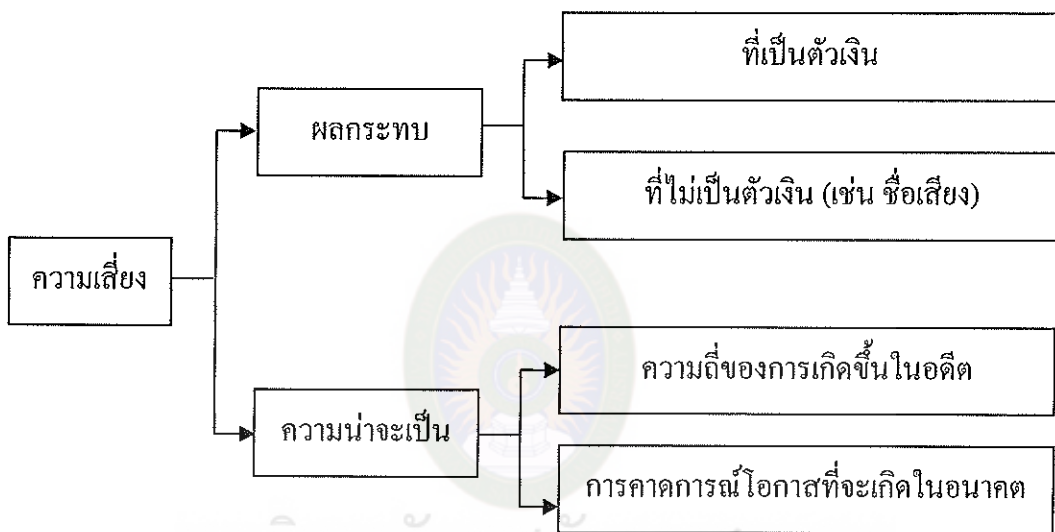 ที่เป็นตัวเงิน
ผลกระทบ
ที่ไม่เป็นตัวเงิน (เช่น ชื่อเสียง)
ความเสี่ยง
ความถี่ของการเกิดขึ้นในอดีต
ความน่าจะเป็น
การคาดการณ์โอกาสที่จะเกิดในอนาคต